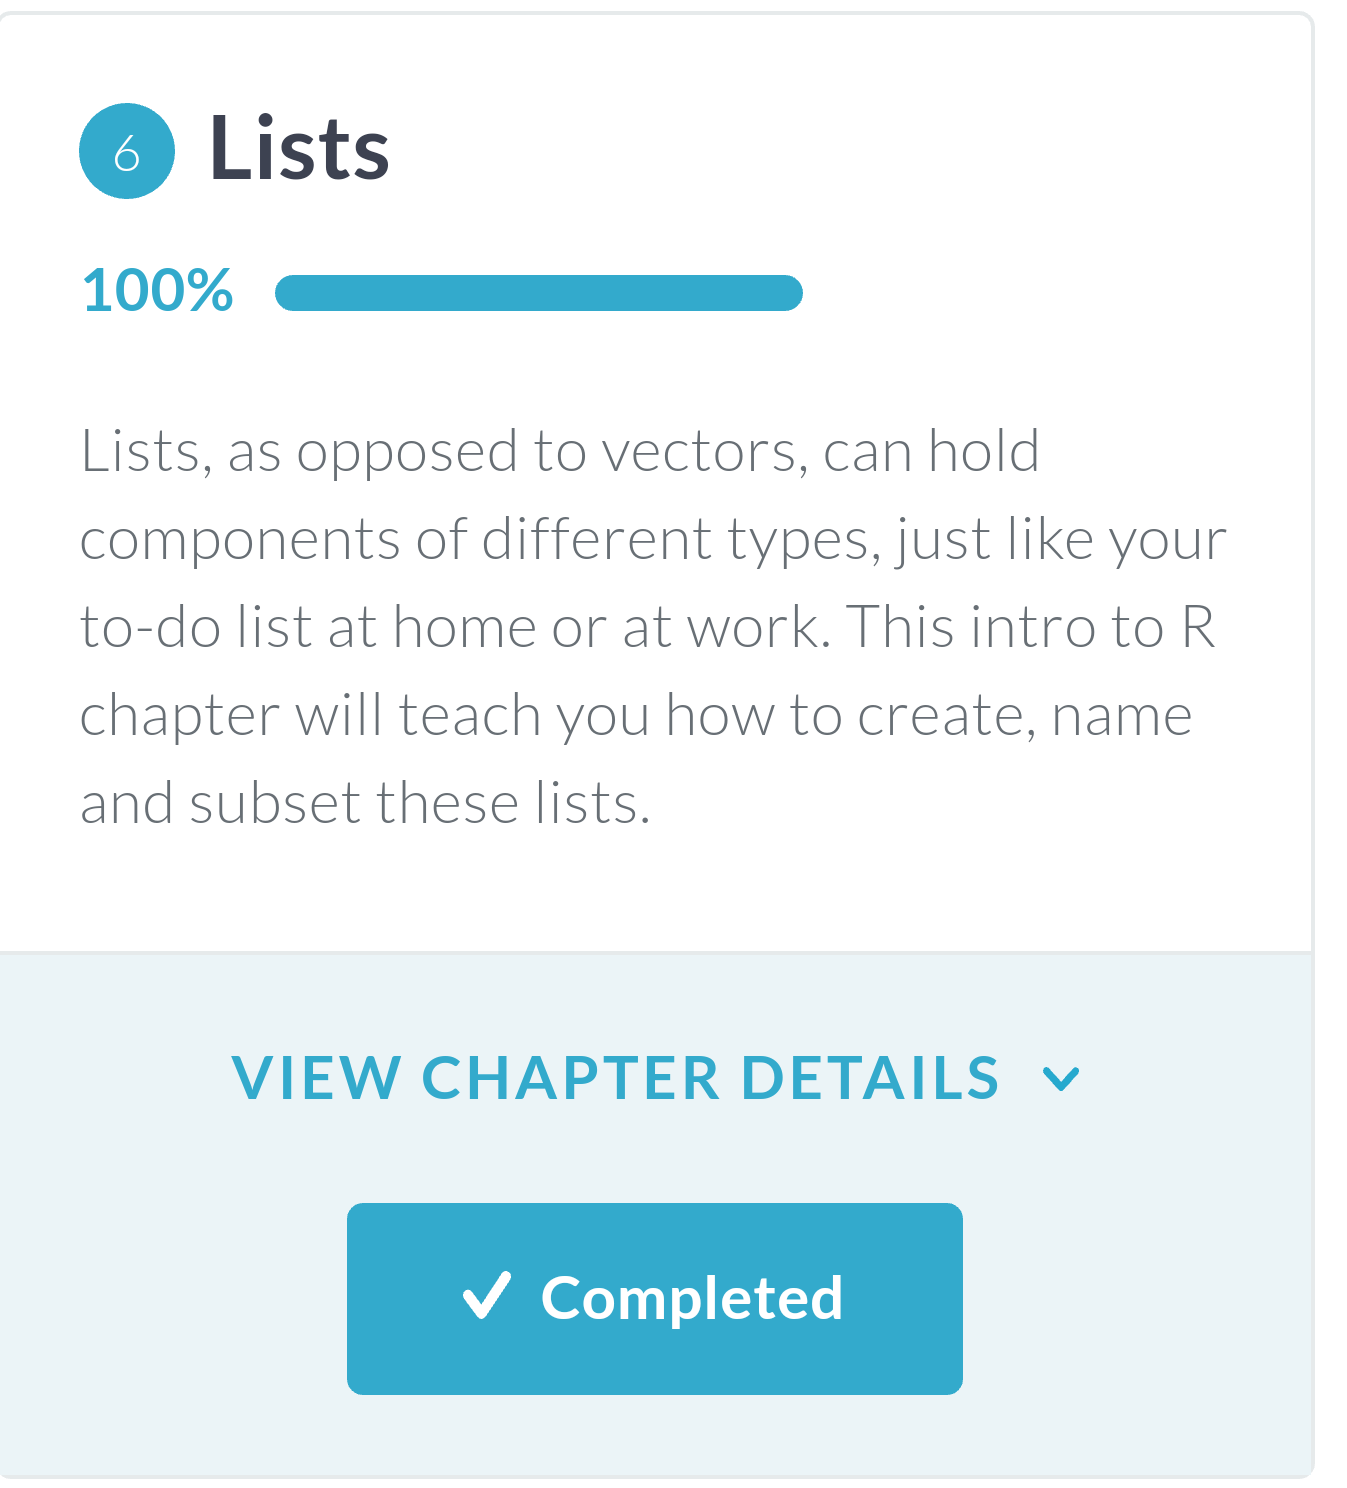 6 Lists
100%
Lists, as opposed to vectors, can hold
components of different types, just like your
to-do list at home or at work. This intro to R
chapter will teach you how to create, name
and subset these lists.
VIEW CHAPTER DETAILS
Completed